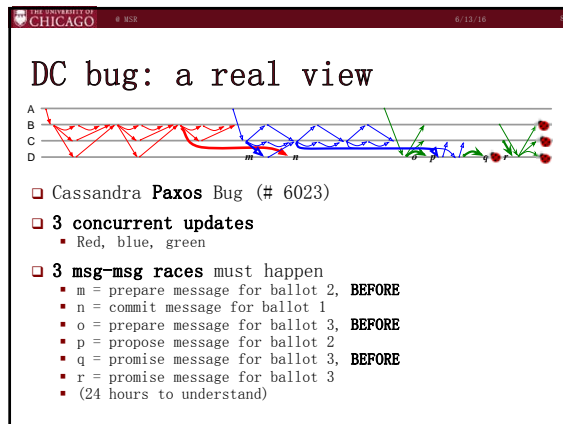 THE UNIVERSITY OF
CHICAGO
@ MSR
6/13/16
DC bug: a real view
A
B
C
D
m n o p q r
Cassandra Paxos Bug (# 6023)
3 concurrent updates
Red, blue, green
3 msg-msg races must happen
m = prepare message for ballot 2, BEFORE
n = commit message for ballot 1
o = prepare message for ballot 3, BEFORE
p = propose message for ballot 2
q = promise message for ballot 3, BEFORE
r = promise message for ballot 3
(24 hours to understand)